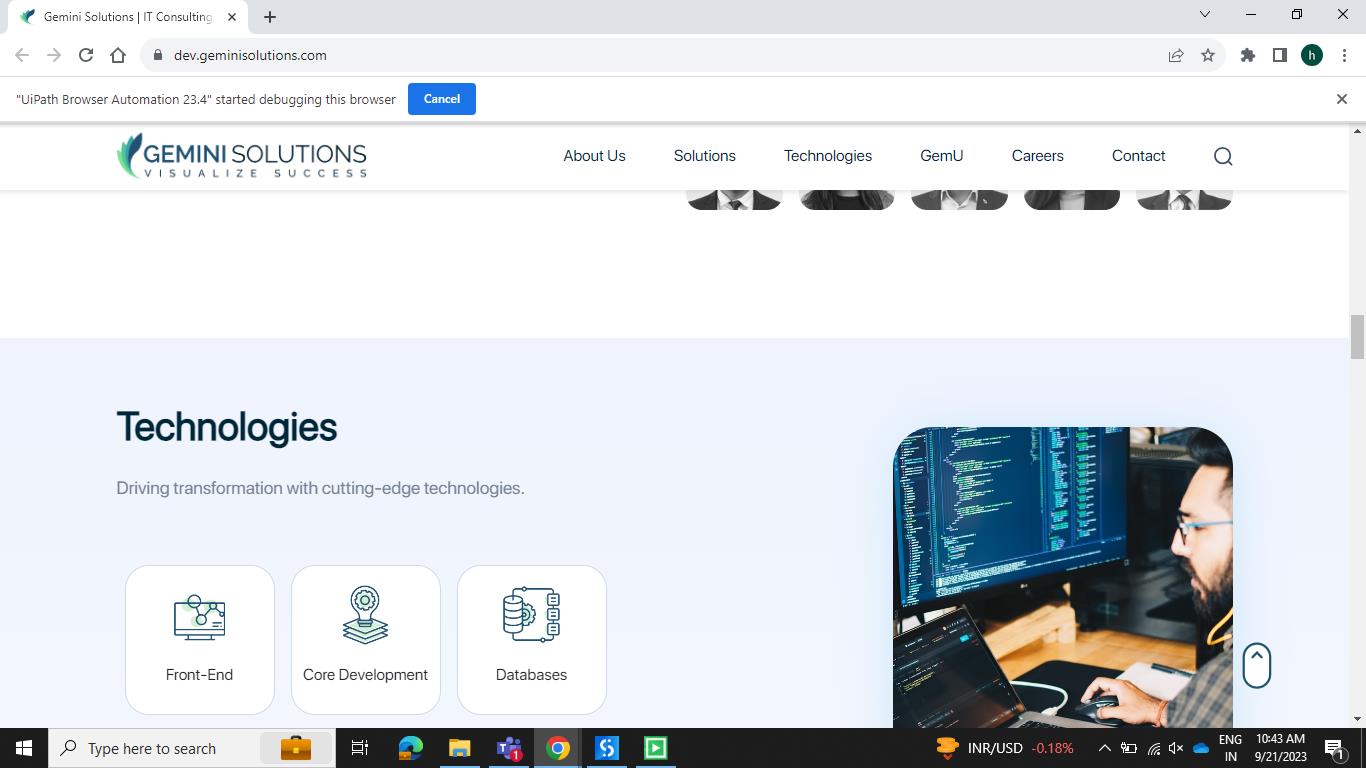 Gemini Solutions | IT Consulting
dev.geminisolutions.com
h
"UiPath Browser Automation 23.4" started debugging this browser
Cancel
GEMINI SOLUTIONS
VISUALIZE SUCCESS
About Us
Solutions
Technologies
GemU
Careers
Contact
Technologies
Driving transformation with cutting-edge technologies.
Front-End
Core Development
Databases
Type here to search
1
INR/USD -0.18%
ENG
IN
10:43 AM
9/21/2023
1